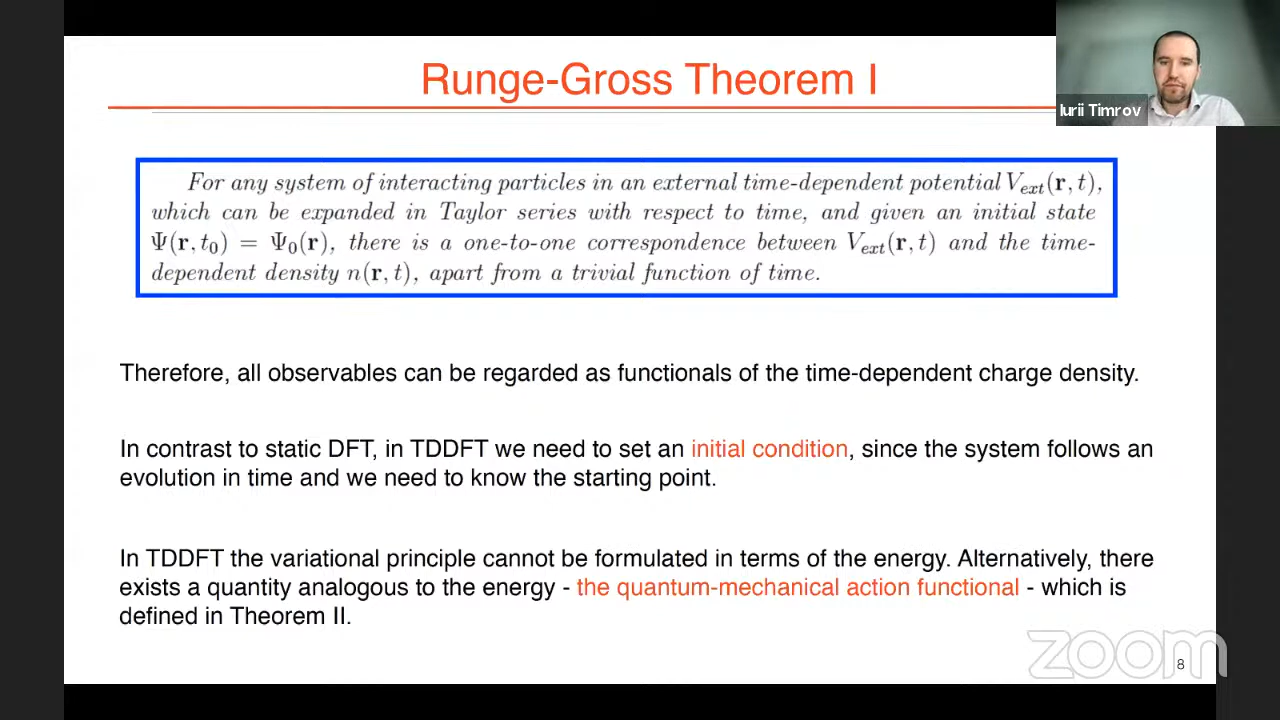 Runge-Gross Theorem I
Iurii Timrov
For any system of interacting particles in an external time-dependent potential V_ext(r, t),
which can be expanded in Taylor series with respect to time, and given an initial state
Ψ(r, t₀) = Ψ₀(r), there is a one-to-one correspondence between V_ext(r, t) and the time-
dependent density n(r, t), apart from a trivial function of time.
Therefore, all observables can be regarded as functionals of the time-dependent charge density.
In contrast to static DFT, in TDDFT we need to set an initial condition, since the system follows an
evolution in time and we need to know the starting point.
In TDDFT the variational principle cannot be formulated in terms of the energy. Alternatively, there
exists a quantity analogous to the energy - the quantum-mechanical action functional - which is
defined in Theorem II.
zoom
8